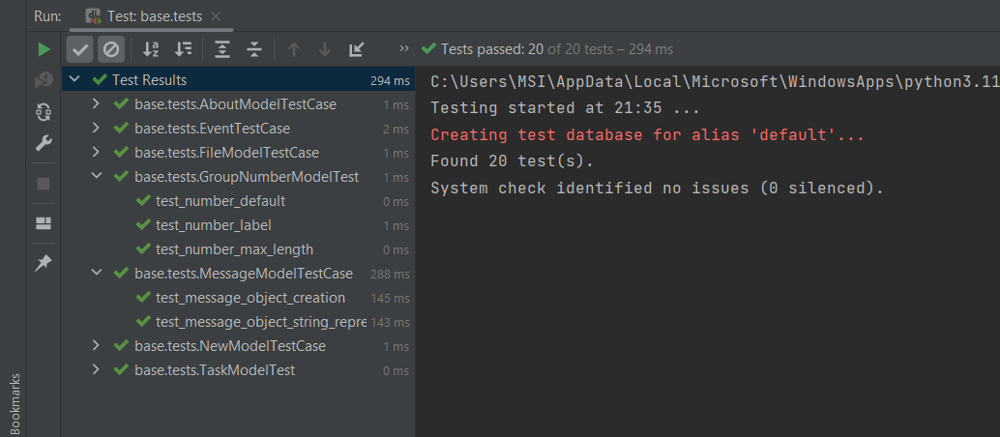 Run: Test: base.tests
Tests passed: 20 of 20 tests – 294 ms
Test Results 294 ms
base.tests.AboutModelTestCase 1 ms
base.tests.EventTestCase 2 ms
base.tests.FileModelTestCase 1 ms
base.tests.GroupNumberModelTest 1 ms
test_number_default 0 ms
test_number_label 1 ms
test_number_max_length 0 ms
base.tests.MessageModelTestCase 288 ms
test_message_object_creation 145 ms
test_message_object_string_repre 143 ms
base.tests.NewModelTestCase 1 ms
base.tests.TaskModelTest 0 ms
C:\Users\MSI\AppData\Local\Microsoft\WindowsApps\python3.11
Testing started at 21:35 ...
Creating test database for alias 'default'...
Found 20 test(s).
System check identified no issues (0 silenced).
Bookmarks